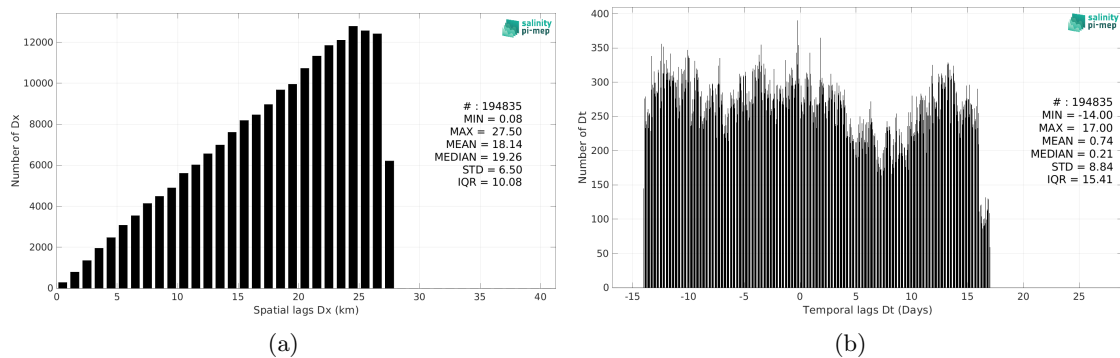 salinity
pi-mep
12000
10000
8000
6000
4000
2000
0
Number of Dx
# : 194835
MIN = 0.08
MAX = 27.50
MEAN = 18.14
MEDIAN = 19.26
STD = 6.50
IQR = 10.08
0 5 10 15 20 25 30 35 40
Spatial lags Dx (km)
(a)
salinity
pi-mep
400
350
300
250
200
150
100
50
0
Number of Dt
# : 194835
MIN = -14.00
MAX = 17.00
MEAN = 0.74
MEDIAN = 0.21
STD = 8.84
IQR = 15.41
-15 -10 -5 0 5 10 15 20 25
Temporal lags Dt (Days)
(b)